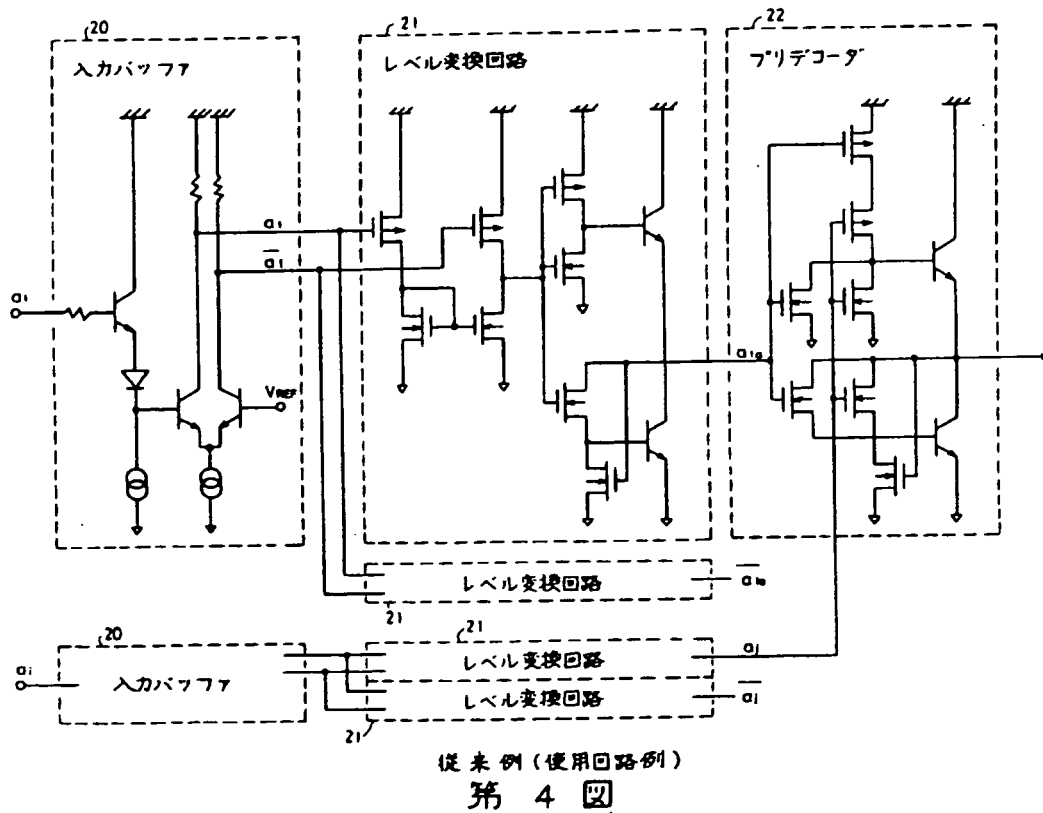 20
入力バッファ
21
レベル変換回路
22
プリデコーダ
ai
ai
ai
VREF
aio
レベル変換回路
aio
21
20
ai
入力バッファ
21
レベル変換回路
aj
レベル変換回路
aj
21
従来例(使用回路例)
第 4 図